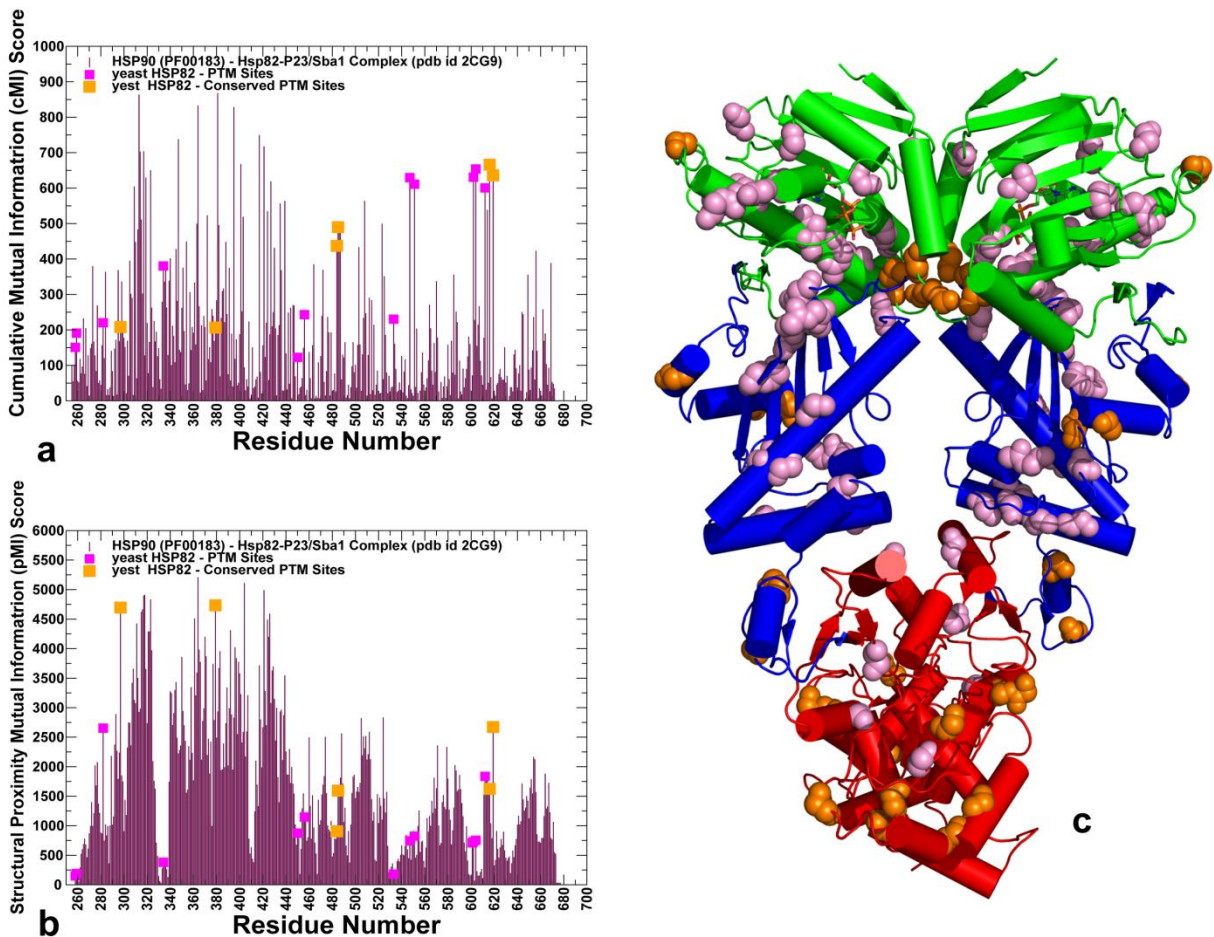 Cumulative Mutual Informatrion (cMI) Score
1000
900
800
700
600
500
400
300
200
100
0
HSP90 (PF00183) - Hsp82-P23/Sba1 Complex (pdb id 2CG9)
yeast HSP82 - PTM Sites
yest HSP82 - Conserved PTM Sites
260 280 300 320 340 360 380 400 420 440 460 480 500 520 540 560 580 600 620 640 660 680 700
Residue Number
a
Structural Proximity Mutual Informatrion (pMI) Score
6000
5500
5000
4500
4000
3500
3000
2500
2000
1500
1000
500
0
HSP90 (PF00183) - Hsp82-P23/Sba1 Complex (pdb id 2CG9)
yeast HSP82 - PTM Sites
yest HSP82 - Conserved PTM Sites
260 280 300 320 340 360 380 400 420 440 460 480 500 520 540 560 580 600 620 640 660 680 700
Residue Number
b
c